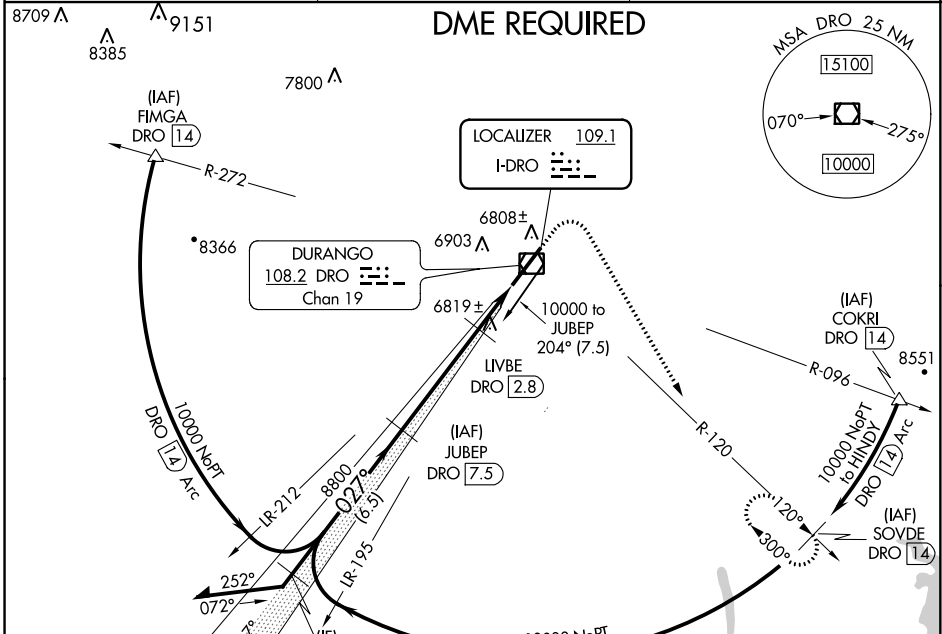 DME REQUIRED
8709
9151
8385
7800
MSA DRO 25 NM
15100
070°
275°
10000
(IAF)
FIMGA
DRO 14
R-272
LOCALIZER 109.1
I-DRO
8366
6903
6808±
DURANGO
108.2 DRO
Chan 19
6819±
10000 to
JUBEP
204° (7.5)
LIVBE
DRO 2.8
(IAF)
COKRI
DRO 14
8551
R-096
10000 NoPT
DRO 14 Arc
(IAF)
JUBEP
DRO 7.5
R-120
10000 NoPT
to HINDY
DRO 14 Arc
LR-212
8800
027°
(6.5)
LR-195
120°
300°
(IAF)
SOVDE
DRO 14
252°
072°
7°
(IF)
10000 NoPT